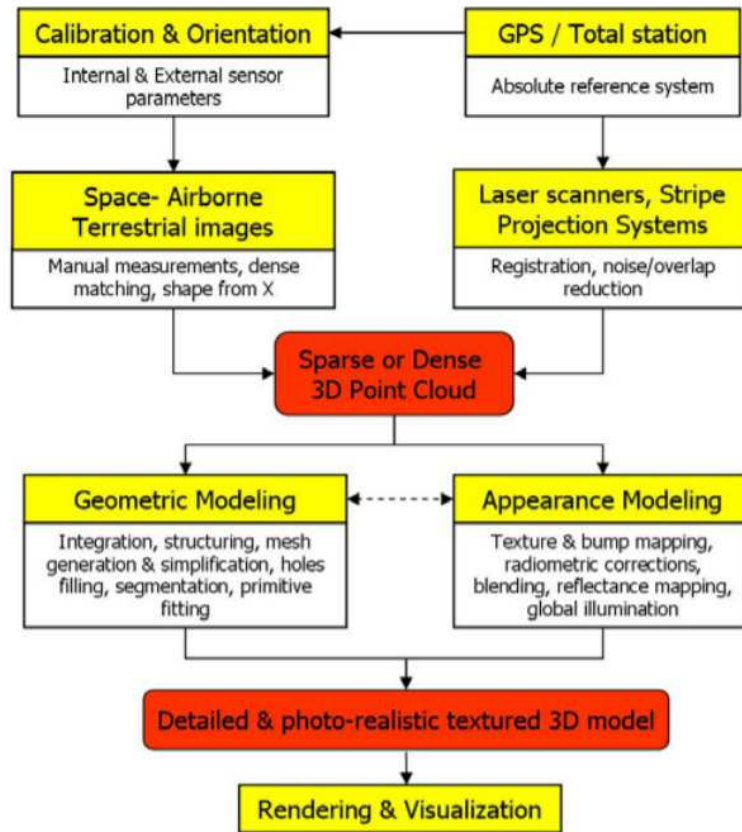 Calibration & Orientation
Internal & External sensor
parameters
GPS / Total station
Absolute reference system
Space- Airborne
Terrestrial images
Manual measurements, dense
matching, shape from X
Laser scanners, Stripe
Projection Systems
Registration, noise/overlap
reduction
Sparse or Dense
3D Point Cloud
Geometric Modeling
Integration, structuring, mesh
generation & simplification, holes
filling, segmentation, primitive
fitting
Appearance Modeling
Texture & bump mapping,
radiometric corrections,
blending, reflectance mapping,
global illumination
Detailed & photo-realistic textured 3D model
Rendering & Visualization